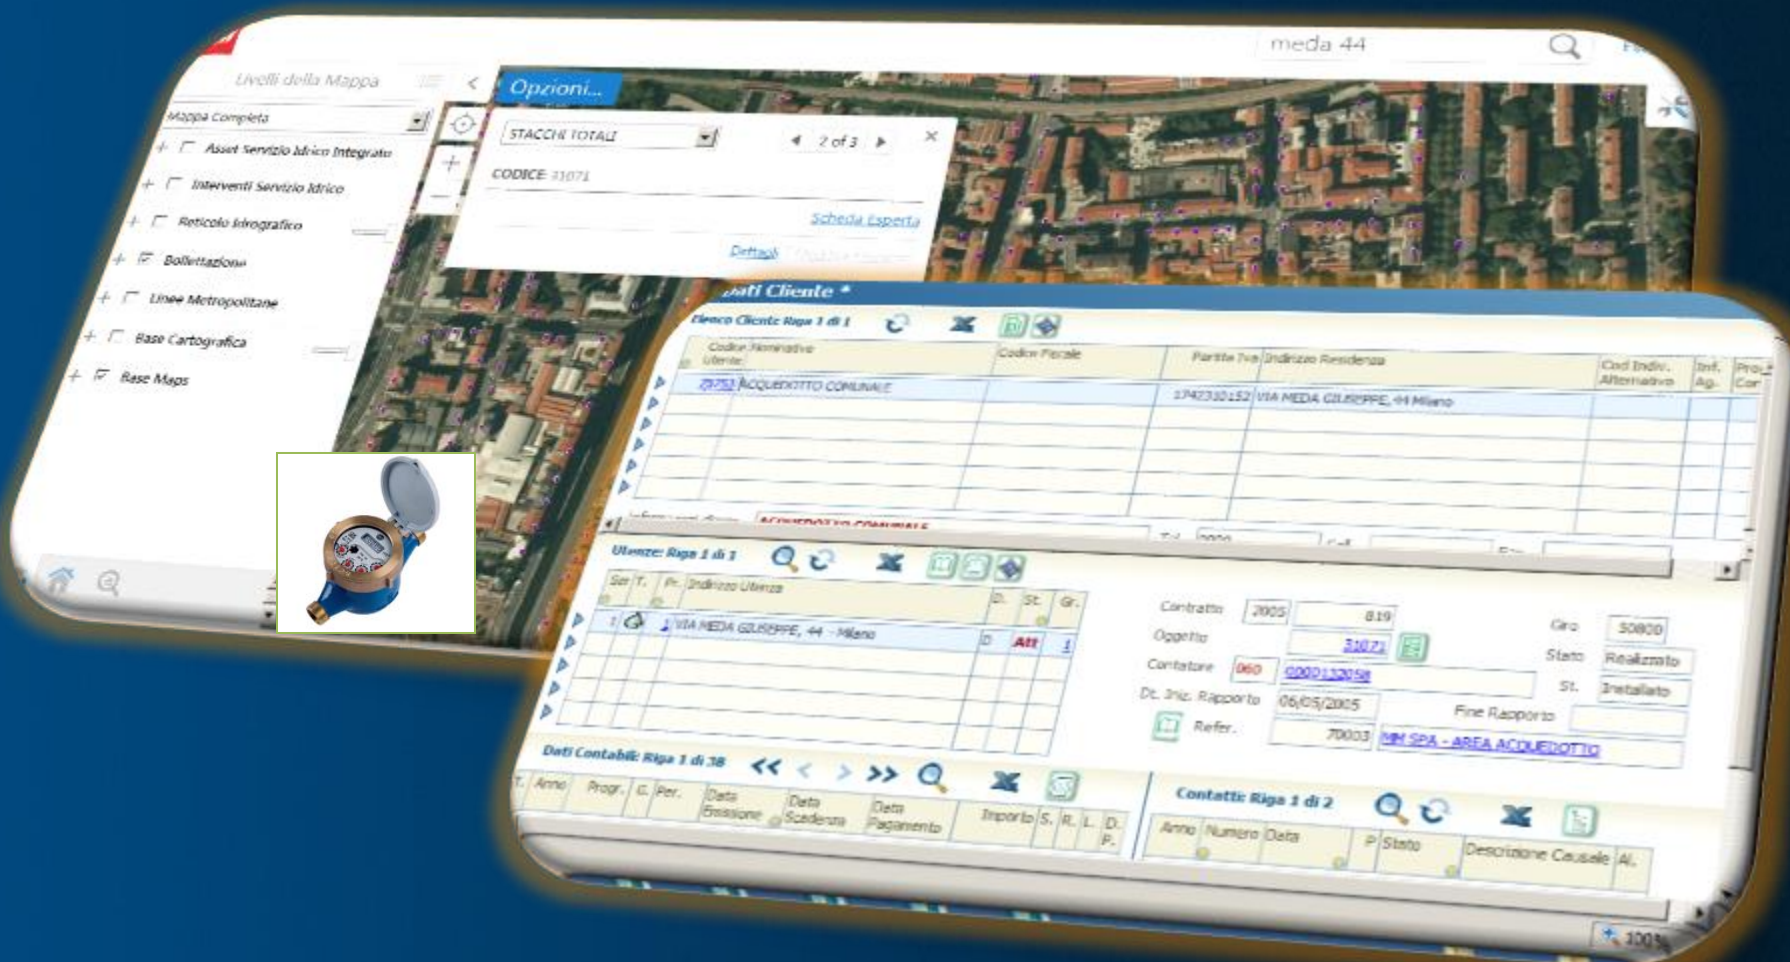 meda 44
Livelli della Mappa
Opzioni...
Mappa Completa
Asset Servizio Idrico Integrato
Interventi Servizio Idrico
Reticolo Idrografico
Bollettazione
Linee Metropolitane
Base Cartografica
Base Maps
STACCHI TOTALI
2 of 3
CODICE: 31071
Scheda Esperta
Dettagli
Dati Cliente *
Elenco Cliente Riga 1 di 1
Codice Utente Nominativo Codice Fiscale Partita Iva Indirizzo Residenza Cod Indiv. Alternativo Inf. Ag.
ACQUEDOTTO COMUNALE VIA MEDA GIUSEPPE, 44 Milano
ACQUEDOTTO COMUNALE
Utenze: Riga 1 di 1
Ser T. Pr. Indirizzo Utenza D. St. Gr.
1 1 VIA MEDA GIUSEPPE, 44 - Milano D Att 1
Contratto 2005 819
Giro 50800
Oggetto 31071
Stato Realizzato
Contatore 060 0000132058
St. Installato
Dt. Iniz. Rapporto 06/05/2005
Fine Rapporto
Refer. 70003 MM SPA - AREA ACQUEDOTTO
Dati Contabili: Riga 1 di 38
T. Anno Progr. G. Per. Data Emissione Data Scadenza Data Pagamento Importo S. R. L. D. P.
Contatti: Riga 1 di 2
Anno Numero Data P Stato Descrizione Causale Al.
100%